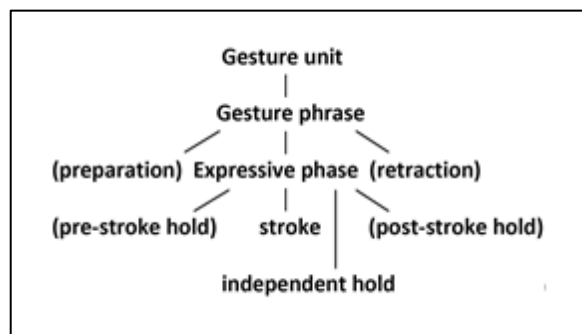 Gesture unit
Gesture phrase
(preparation) Expressive phase (retraction)
(pre-stroke hold) stroke (post-stroke hold)
independent hold